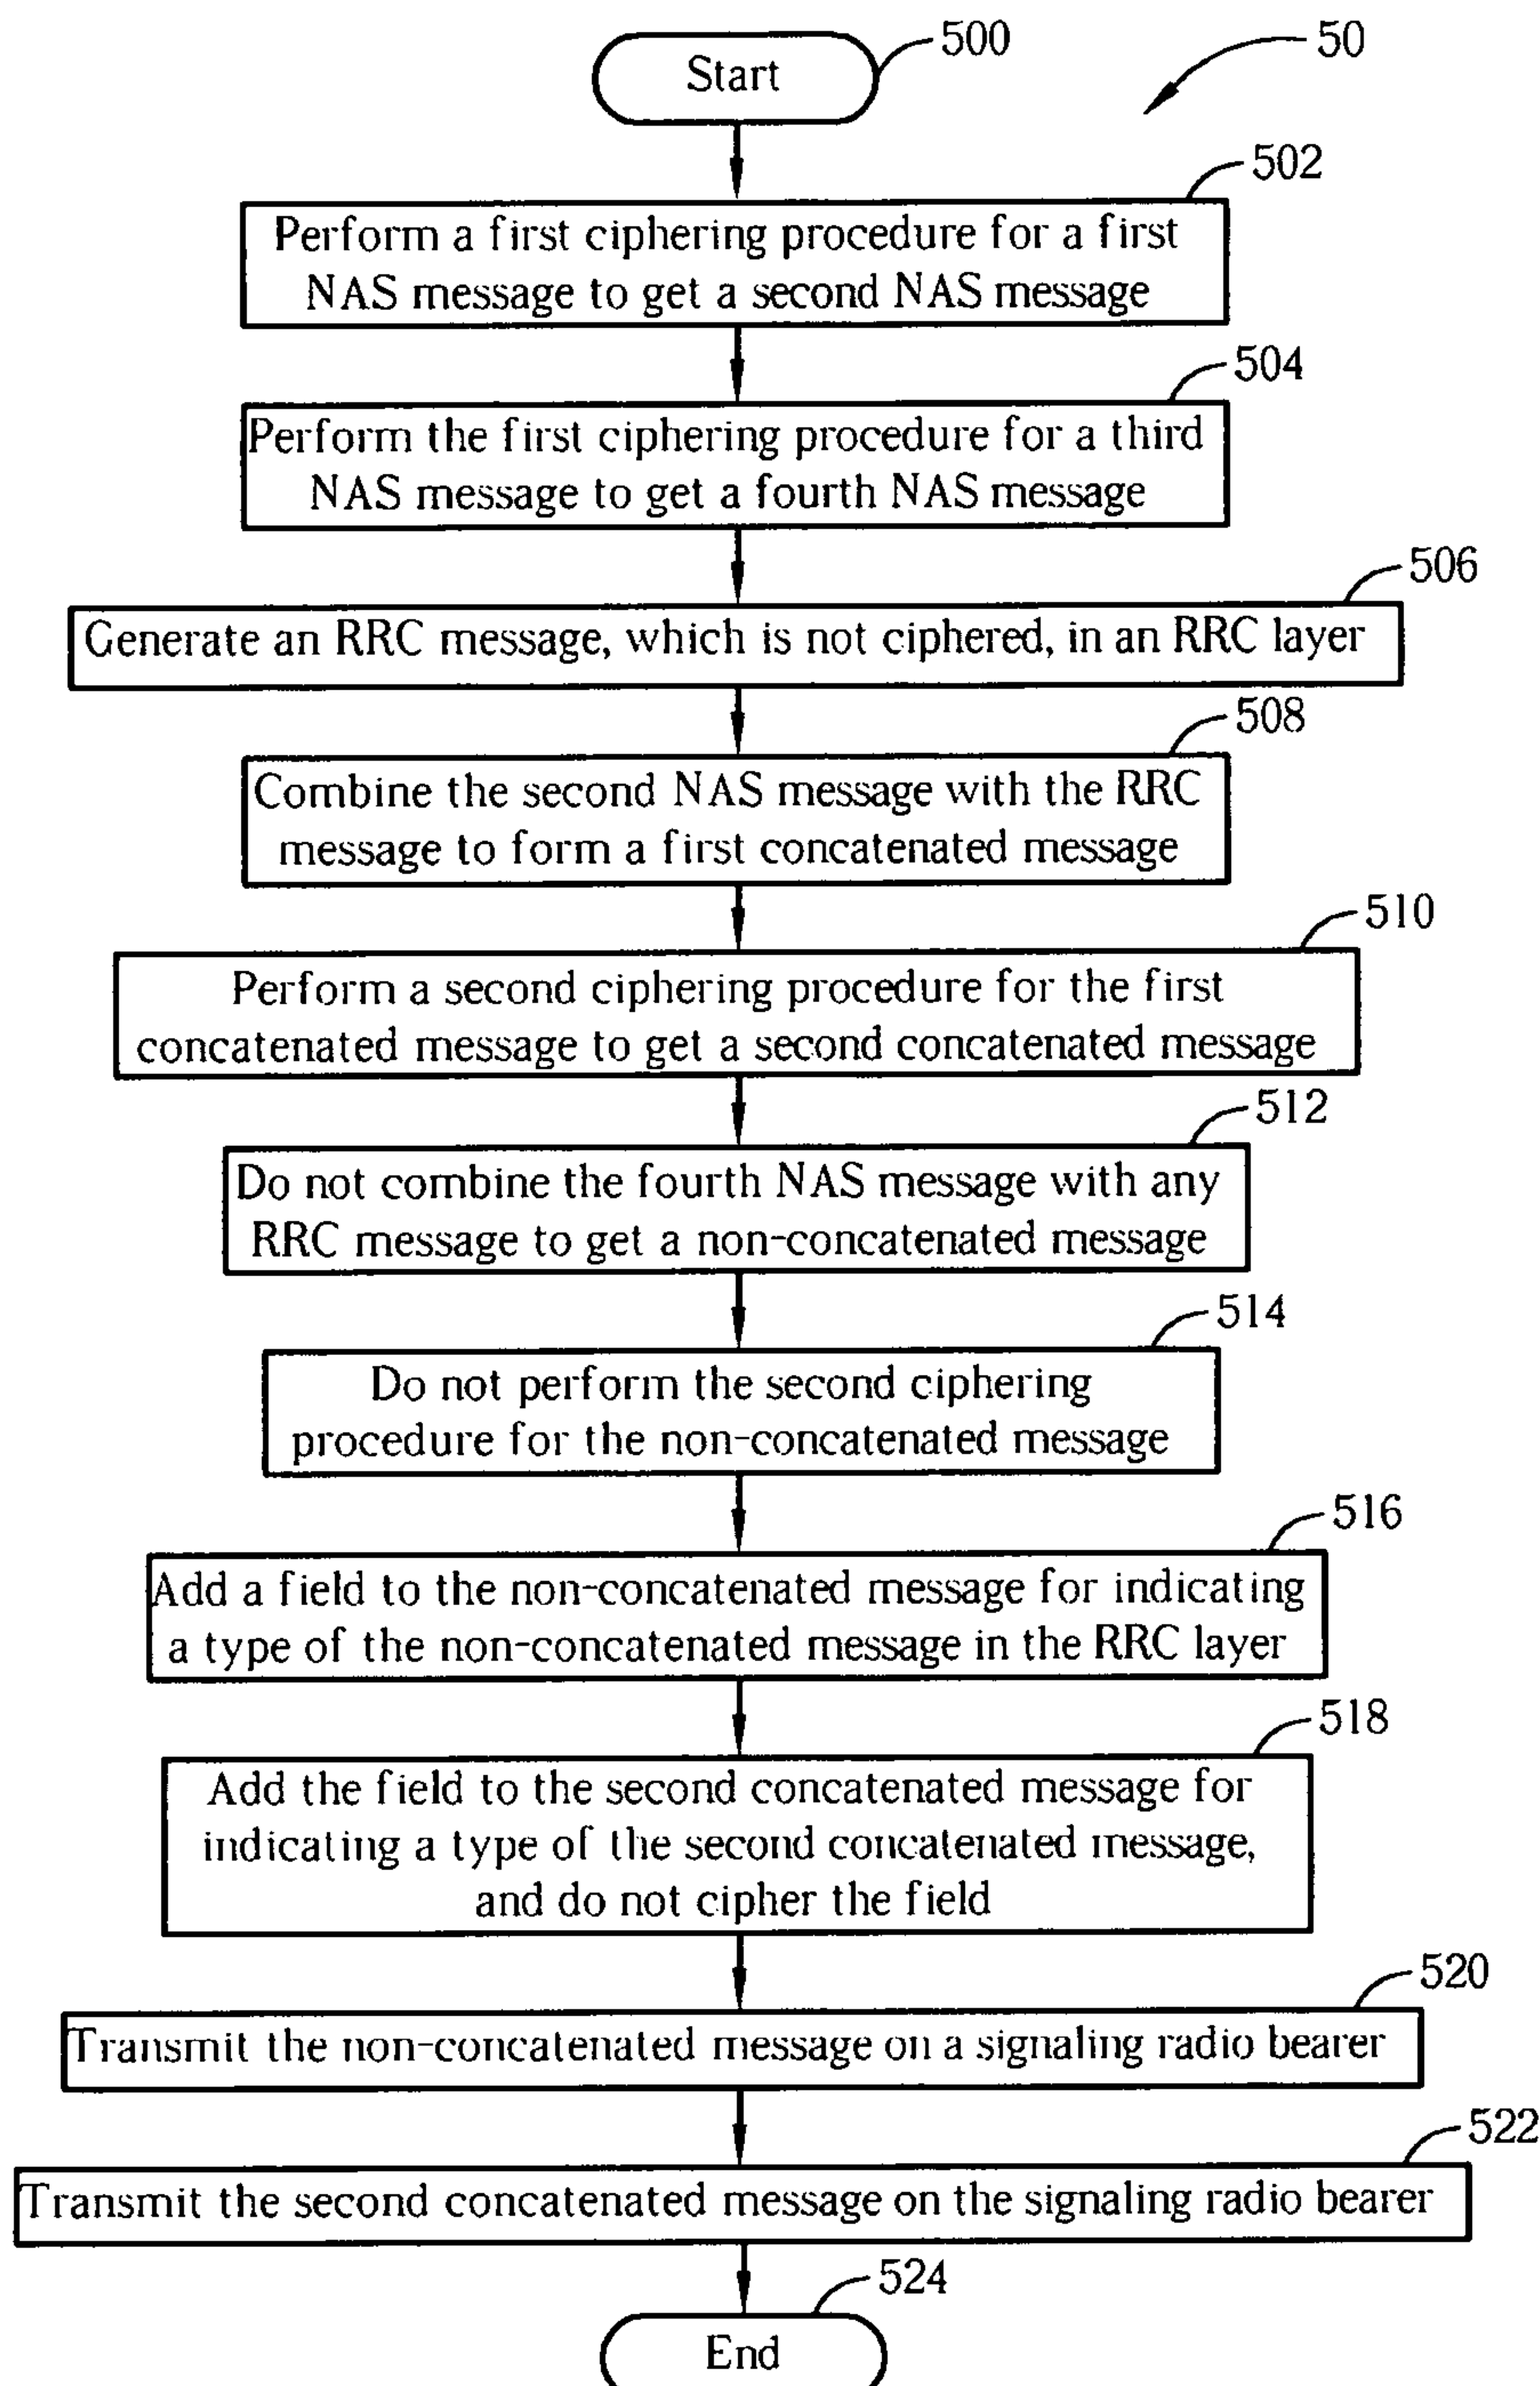 Start
500
50
502
Perform a first ciphering procedure for a first
NAS message to get a second NAS message
504
Perform the first ciphering procedure for a third
NAS message to get a fourth NAS message
506
Generate an RRC message, which is not ciphered, in an RRC layer
508
Combine the second NAS message with the RRC
message to form a first concatenated message
510
Perform a second ciphering procedure for the first
concatenated message to get a second concatenated message
512
Do not combine the fourth NAS message with any
RRC message to get a non-concatenated message
514
Do not perform the second ciphering
procedure for the non-concatenated message
516
Add a field to the non-concatenated message for indicating
a type of the non-concatenated message in the RRC layer
518
Add the field to the second concatenated message for
indicating a type of the second concatenated message,
and do not cipher the field
520
Transmit the non-concatenated message on a signaling radio bearer
522
Transmit the second concatenated message on the signaling radio bearer
524
End